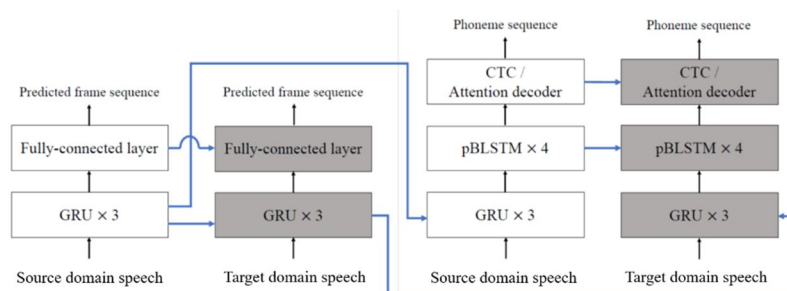 Predicted frame sequence
Fully-connected layer
GRU × 3
Source domain speech
Predicted frame sequence
Fully-connected layer
GRU × 3
Target domain speech
Phoneme sequence
CTC /
Attention decoder
pBLSTM × 4
GRU × 3
Source domain speech
Phoneme sequence
CTC /
Attention decoder
pBLSTM × 4
GRU × 3
Target domain speech